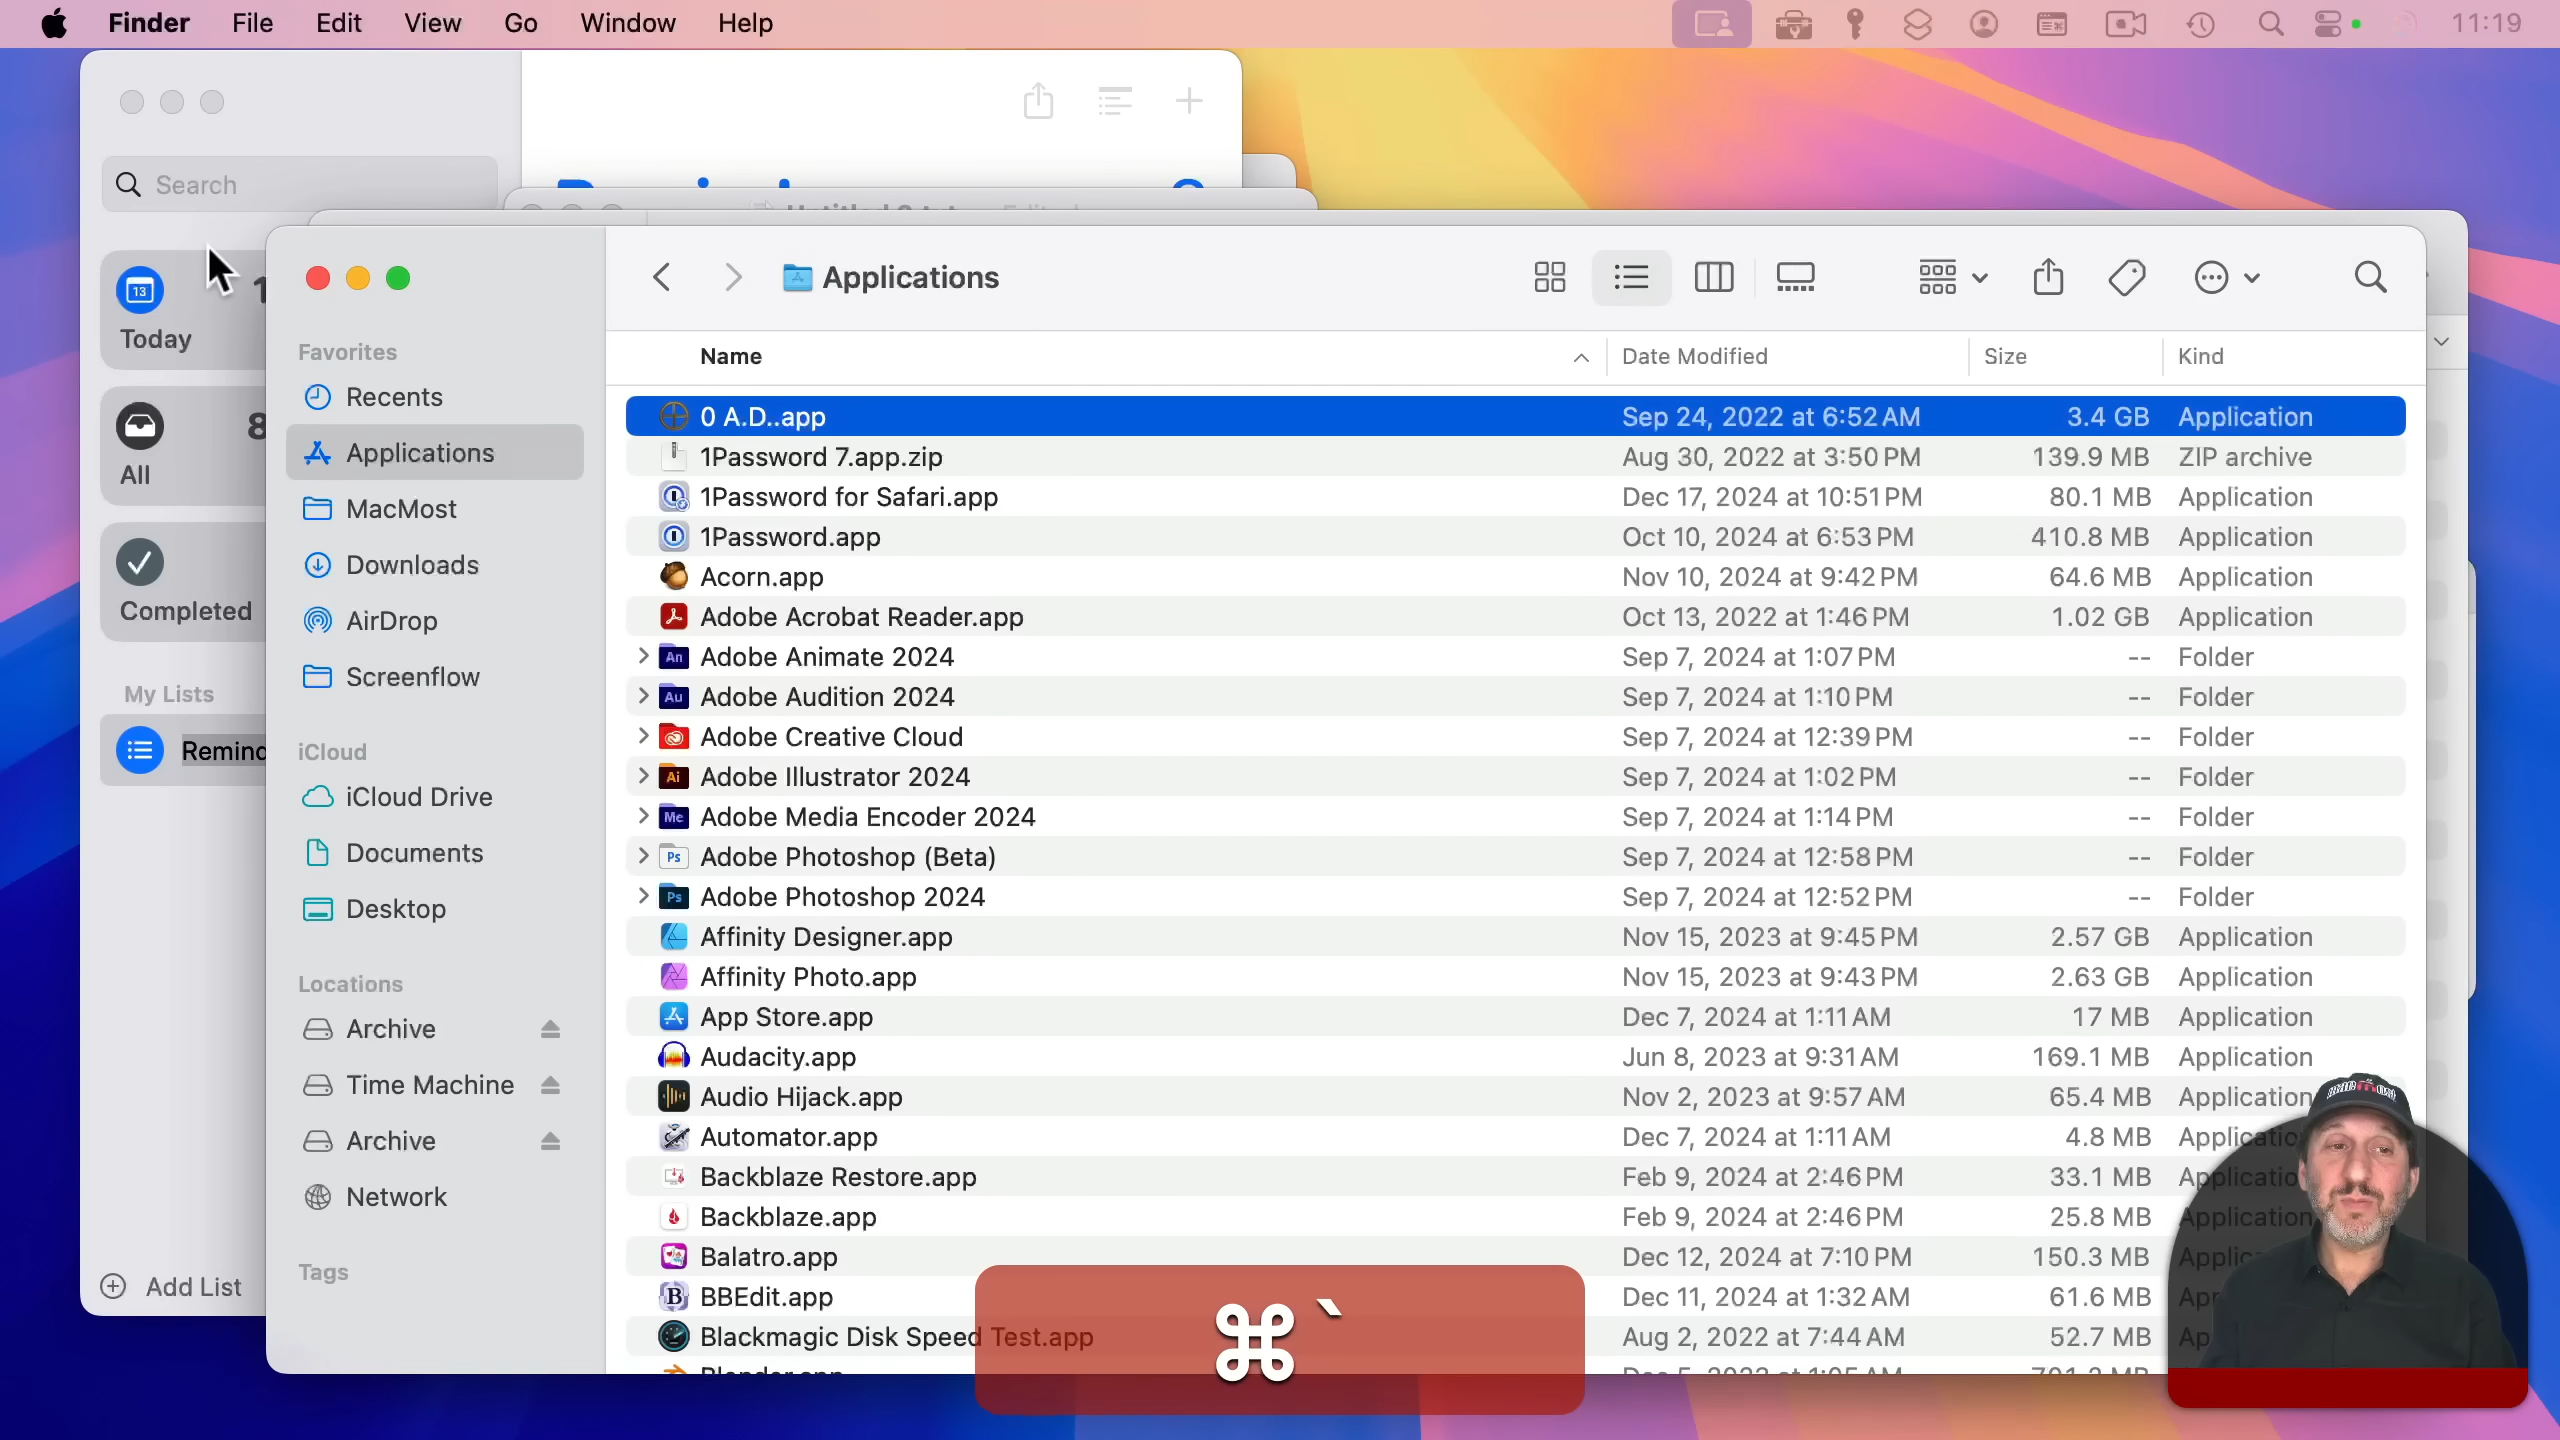 Finder File Edit View Go Window Help 11:19
Search
13
Today
All 8
Completed
My Lists
Remind
Add List
Applications
Favorites
Recents
Applications
MacMost
Downloads
AirDrop
Screenflow
iCloud
iCloud Drive
Documents
Desktop
Locations
Archive
Time Machine
Archive
Network
Tags
Name Date Modified Size Kind
0 A.D..app Sep 24, 2022 at 6:52 AM 3.4 GB Application
1Password 7.app.zip Aug 30, 2022 at 3:50 PM 139.9 MB ZIP archive
1Password for Safari.app Dec 17, 2024 at 10:51 PM 80.1 MB Application
1Password.app Oct 10, 2024 at 6:53 PM 410.8 MB Application
Acorn.app Nov 10, 2024 at 9:42 PM 64.6 MB Application
Adobe Acrobat Reader.app Oct 13, 2022 at 1:46 PM 1.02 GB Application
An Adobe Animate 2024 Sep 7, 2024 at 1:07 PM -- Folder
Au Adobe Audition 2024 Sep 7, 2024 at 1:10 PM -- Folder
Adobe Creative Cloud Sep 7, 2024 at 12:39 PM -- Folder
Ai Adobe Illustrator 2024 Sep 7, 2024 at 1:02 PM -- Folder
Me Adobe Media Encoder 2024 Sep 7, 2024 at 1:14 PM -- Folder
Ps Adobe Photoshop (Beta) Sep 7, 2024 at 12:58 PM -- Folder
Ps Adobe Photoshop 2024 Sep 7, 2024 at 12:52 PM -- Folder
Affinity Designer.app Nov 15, 2023 at 9:45 PM 2.57 GB Application
Affinity Photo.app Nov 15, 2023 at 9:43 PM 2.63 GB Application
App Store.app Dec 7, 2024 at 1:11 AM 17 MB Application
Audacity.app Jun 8, 2023 at 9:31 AM 169.1 MB Application
Audio Hijack.app Nov 2, 2023 at 9:57 AM 65.4 MB Application
Automator.app Dec 7, 2024 at 1:11 AM 4.8 MB Applicatio
Backblaze Restore.app Feb 9, 2024 at 2:46 PM 33.1 MB Application
Backblaze.app Feb 9, 2024 at 2:46 PM 25.8 MB Application
Balatro.app Dec 12, 2024 at 7:10 PM 150.3 MB Applic
BBEdit.app Dec 11, 2024 at 1:32 AM 61.6 MB Ap
Blackmagic Disk Speed Test.app Aug 2, 2022 at 7:44 AM 52.7 MB Ap
⌘ `